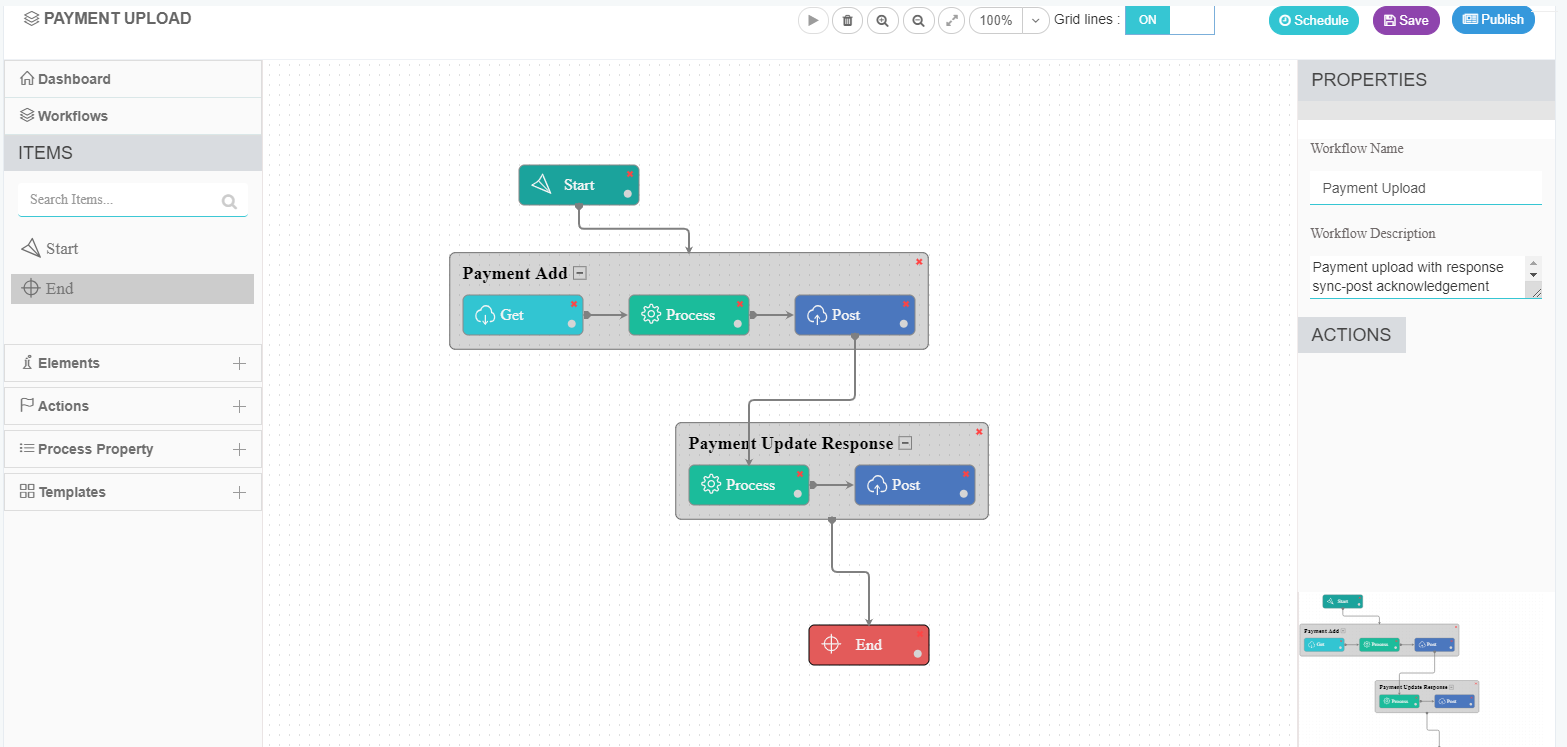 PAYMENT UPLOAD
100%
Grid lines :
ON
Schedule
Save
Publish
Dashboard
Workflows
ITEMS
Search Items...
Start
End
Elements
Actions
Process Property
Templates
Start
Payment Add
Get
Process
Post
Payment Update Response
Process
Post
End
PROPERTIES
Workflow Name
Payment Upload
Workflow Description
Payment upload with response
sync-post acknowledgement
ACTIONS
Start
Payment Add
Get
Process
Post
Payment Update Response
Process
Post